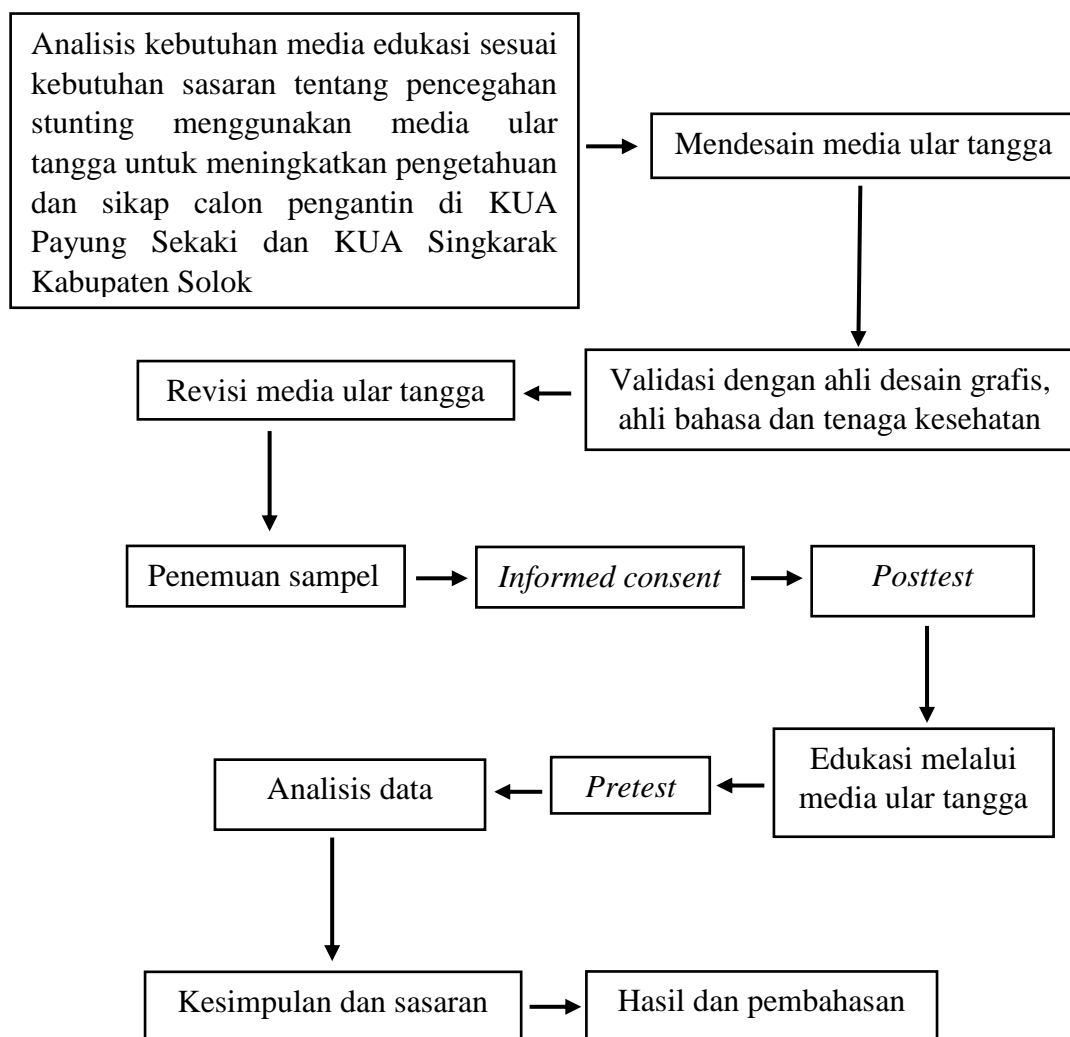 Analisis kebutuhan media edukasi sesuai
kebutuhan sasaran tentang pencegahan
stunting menggunakan media ular
tangga untuk meningkatkan pengetahuan
dan sikap calon pengantin di KUA
Payung Sekaki dan KUA Singkarak
Kabupaten Solok
Mendesain media ular tangga
Validasi dengan ahli desain grafis,
ahli bahasa dan tenaga kesehatan
Revisi media ular tangga
Penemuan sampel
Informed consent
Posttest
Edukasi melalui
media ular tangga
Pretest
Analisis data
Kesimpulan dan sasaran
Hasil dan pembahasan